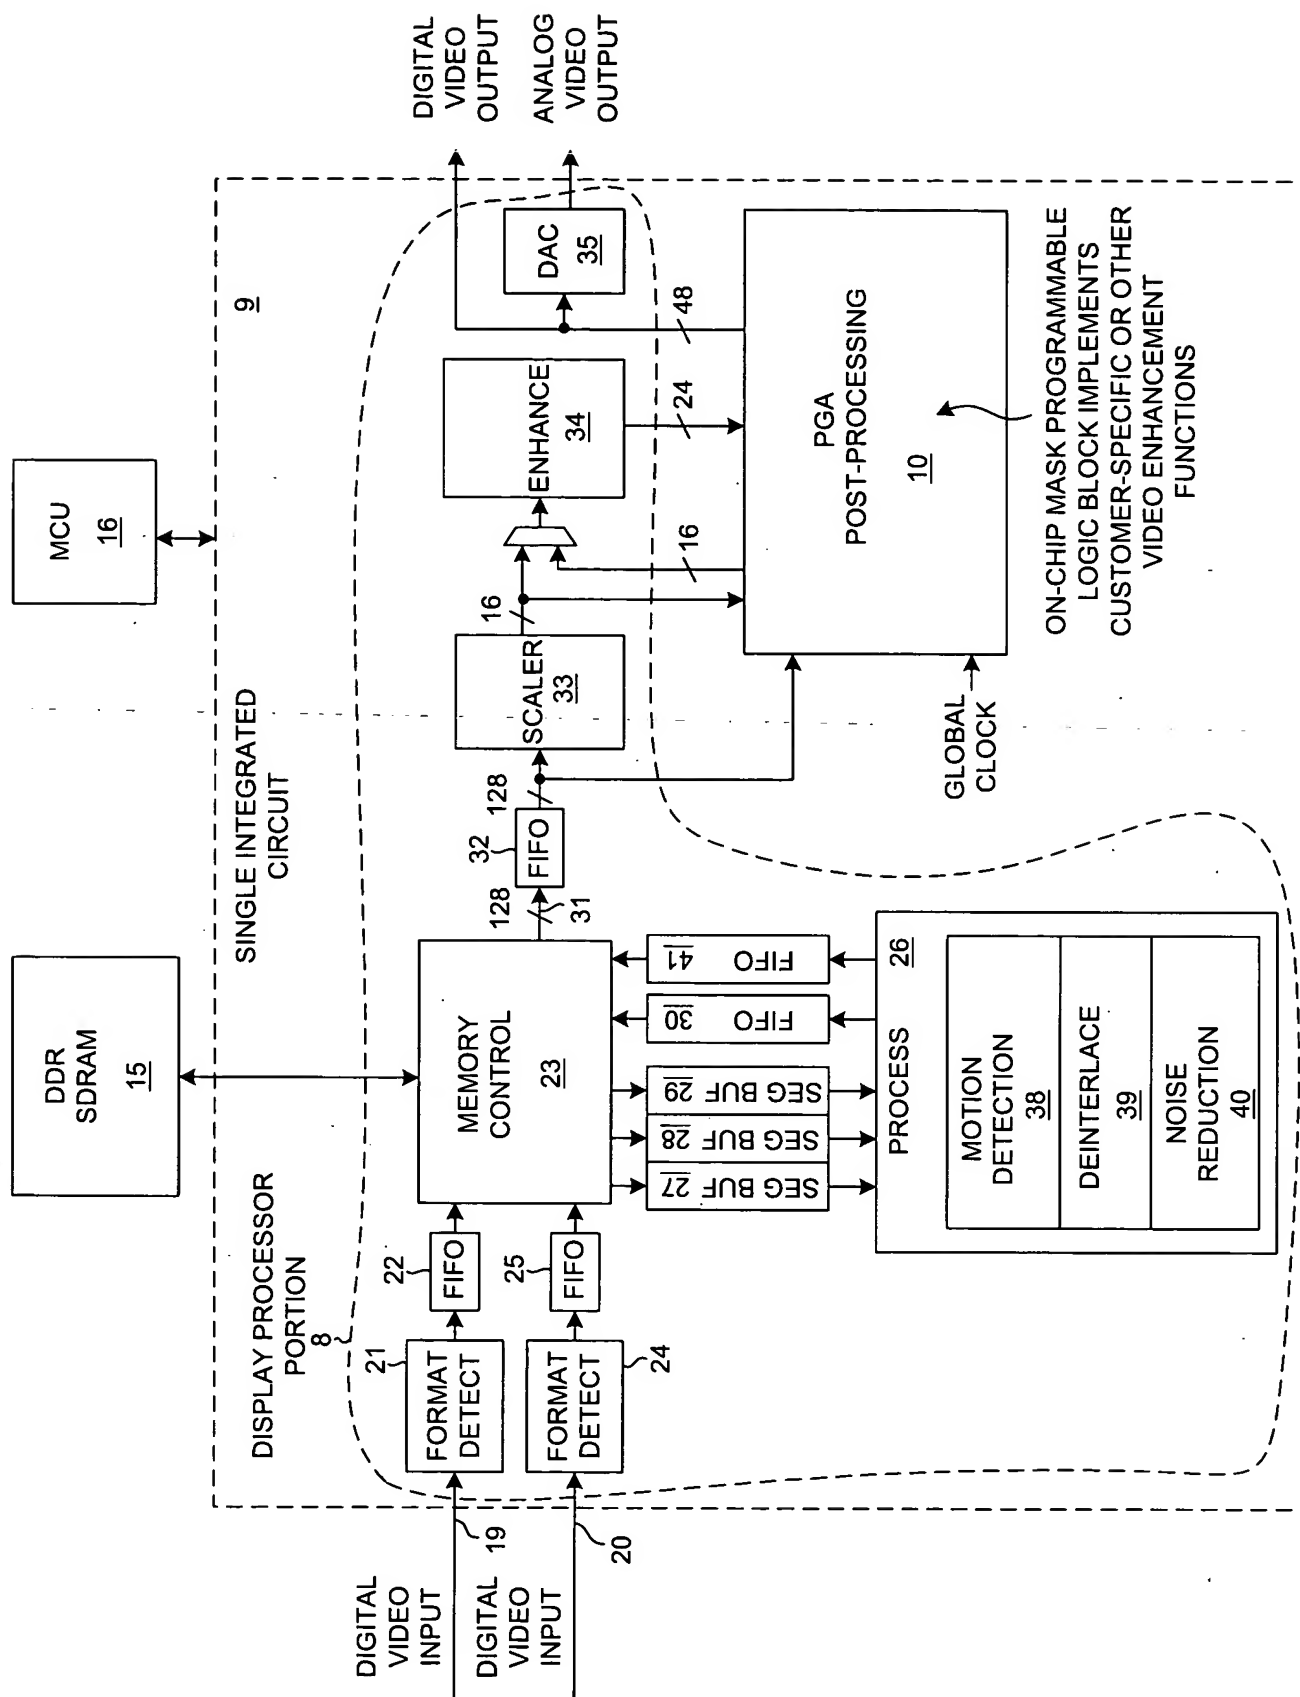 DIGITAL
VIDEO
INPUT
DIGITAL
VIDEO
INPUT
19
20
DISPLAY PROCESSOR
PORTION
8
21
FORMAT
DETECT
22
FIFO
FORMAT
DETECT
24
25
FIFO
DDR
SDRAM
15
SINGLE INTEGRATED
CIRCUIT
MEMORY
CONTROL
23
SEG BUF 27
SEG BUF 28
SEG BUF 29
FIFO 30
FIFO 41
PROCESS
26
MOTION
DETECTION
38
DEINTERLACE
39
NOISE
REDUCTION
40
128
31
32
FIFO
128
SCALER
33
16
MCU
16
9
ENHANCE
34
16
24
DAC
35
48
DIGITAL
VIDEO
OUTPUT
ANALOG
VIDEO
OUTPUT
PGA
POST-PROCESSING
10
GLOBAL
CLOCK
ON-CHIP MASK PROGRAMMABLE
LOGIC BLOCK IMPLEMENTS
CUSTOMER-SPECIFIC OR OTHER
VIDEO ENHANCEMENT
FUNCTIONS